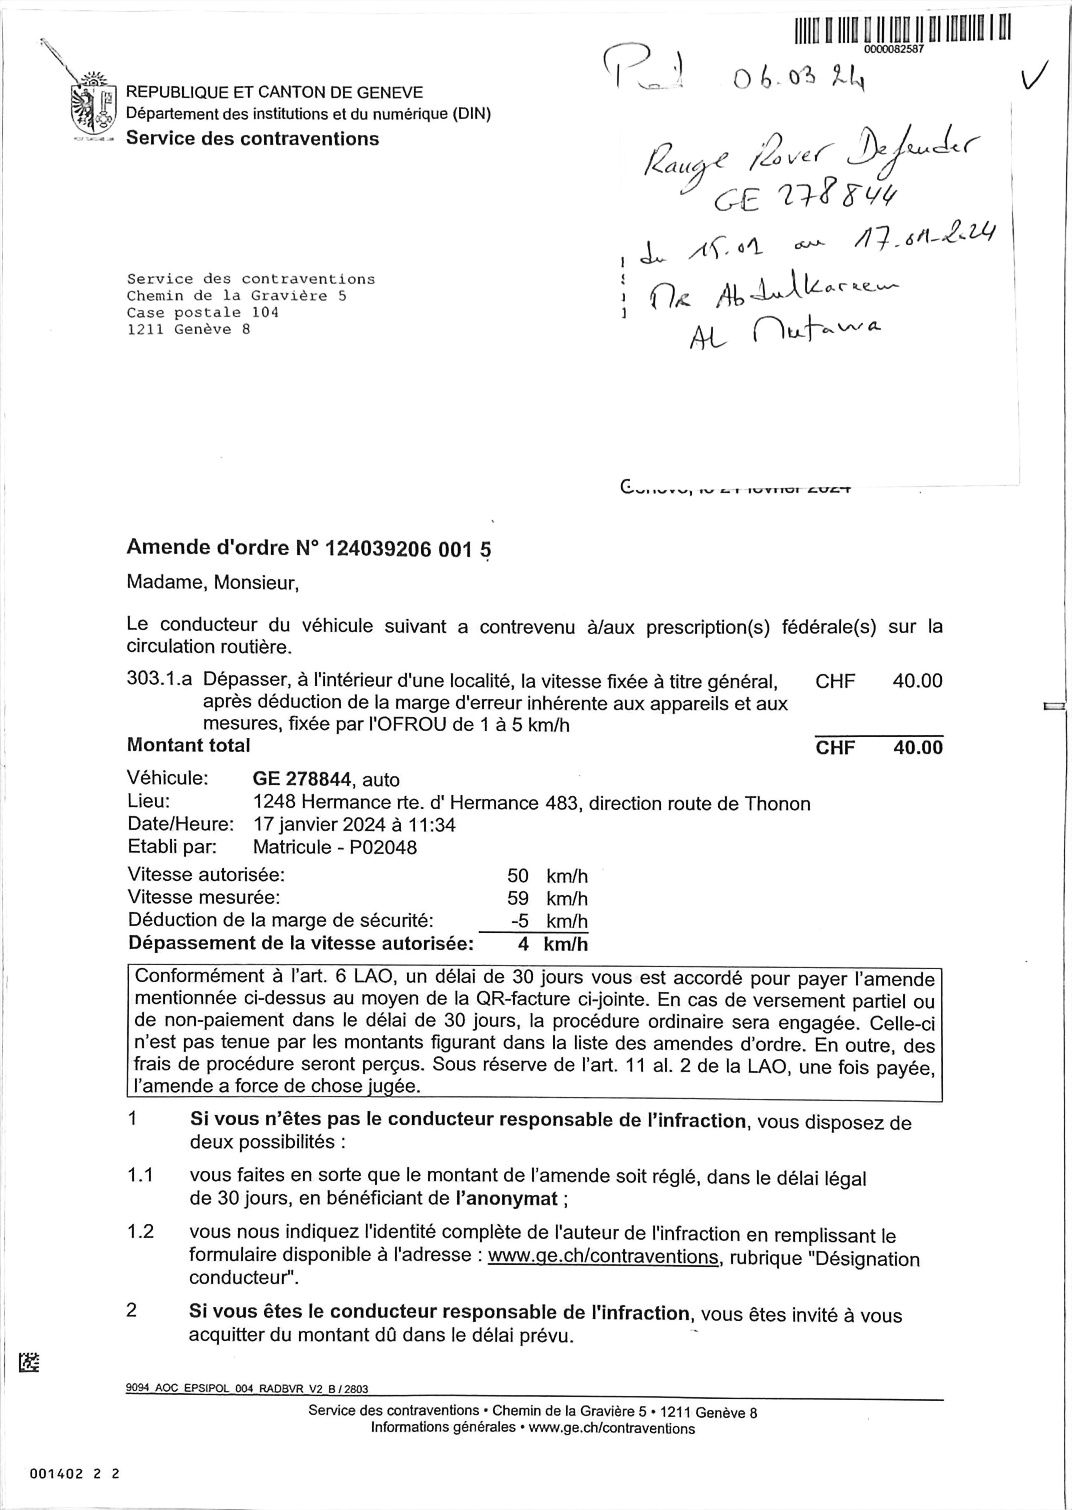 0000082587
06.03 24
REPUBLIQUE ET CANTON DE GENEVE
Département des institutions et du numérique (DIN)
Service des contraventions
Range Rover Defender
GE 278844
du 15.01 au 17.01-2024
Mr Abdulkareem
AL Mutawa
Service des contraventions
Chemin de la Gravière 5
Case postale 104
1211 Genève 8
Amende d'ordre N° 124039206 001 5
Madame, Monsieur,
Le conducteur du véhicule suivant a contrevenu à/aux prescription(s) fédérale(s) sur la
circulation routière.
303.1.a Dépasser, à l'intérieur d'une localité, la vitesse fixée à titre général, CHF 40.00
après déduction de la marge d'erreur inhérente aux appareils et aux
mesures, fixée par l'OFROU de 1 à 5 km/h
Montant total CHF 40.00
Véhicule: GE 278844, auto
Lieu: 1248 Hermance rte. d' Hermance 483, direction route de Thonon
Date/Heure: 17 janvier 2024 à 11:34
Etabli par: Matricule - P02048
Vitesse autorisée: 50 km/h
Vitesse mesurée: 59 km/h
Déduction de la marge de sécurité: -5 km/h
Dépassement de la vitesse autorisée: 4 km/h
Conformément à l'art. 6 LAO, un délai de 30 jours vous est accordé pour payer l'amende
mentionnée ci-dessus au moyen de la QR-facture ci-jointe. En cas de versement partiel ou
de non-paiement dans le délai de 30 jours, la procédure ordinaire sera engagée. Celle-ci
n'est pas tenue par les montants figurant dans la liste des amendes d'ordre. En outre, des
frais de procédure seront perçus. Sous réserve de l'art. 11 al. 2 de la LAO, une fois payée,
l'amende a force de chose jugée.
1 Si vous n'êtes pas le conducteur responsable de l'infraction, vous disposez de
deux possibilités :
1.1 vous faites en sorte que le montant de l'amende soit réglé, dans le délai légal
de 30 jours, en bénéficiant de l'anonymat ;
1.2 vous nous indiquez l'identité complète de l'auteur de l'infraction en remplissant le
formulaire disponible à l'adresse : www.ge.ch/contraventions, rubrique "Désignation
conducteur".
2 Si vous êtes le conducteur responsable de l'infraction, vous êtes invité à vous
acquitter du montant dû dans le délai prévu.
9094_AOC_EPSIPOL_004_RADBVR_V2_B / 2803
Service des contraventions • Chemin de la Gravière 5 • 1211 Genève 8
Informations générales • www.ge.ch/contraventions
001402 2 2